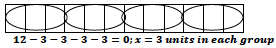 12 − 3 − 3 − 3 − 3 = 0; x = 3 units in each group